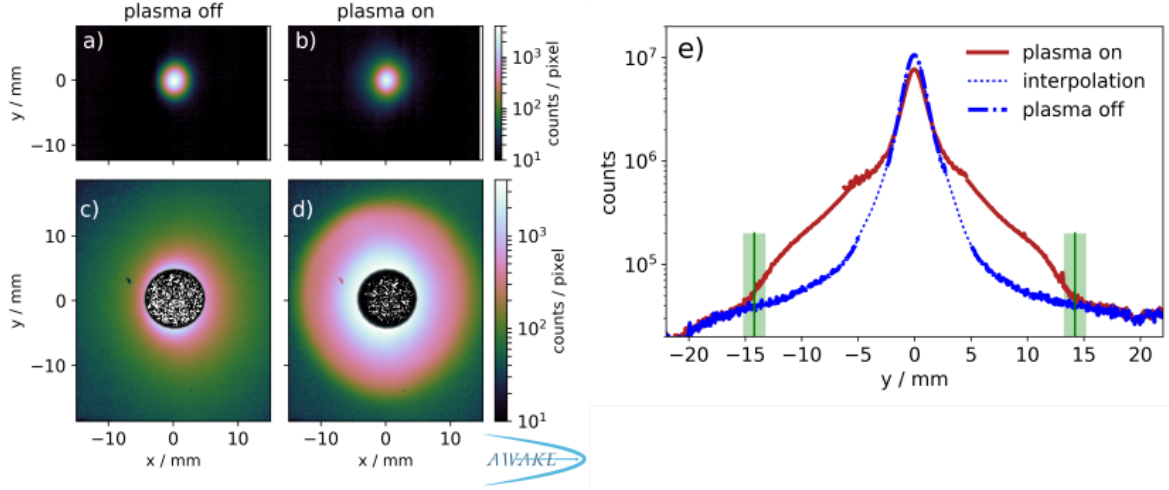 plasma off
plasma on
a)
b)
y / mm
0
−10
10³
10²
10¹
counts / pixel
c)
d)
y / mm
10
0
−10
−10
0
10
x / mm
−10
0
10
x / mm
10³
10²
10¹
counts / pixel
AWAKE
e)
plasma on
interpolation
plasma off
counts
10⁷
10⁶
10⁵
−20
−15
−10
−5
0
5
10
15
20
y / mm